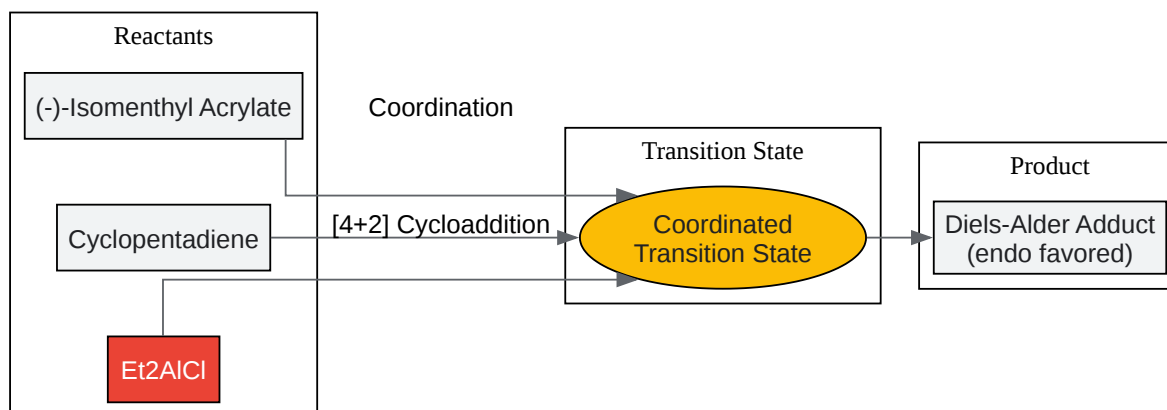 Reactants
(-)-Isomenthyl Acrylate
Coordination
Cyclopentadiene
[4+2] Cycloaddition
Et2AlCl
Transition State
Coordinated
Transition State
Product
Diels-Alder Adduct
(endo favored)